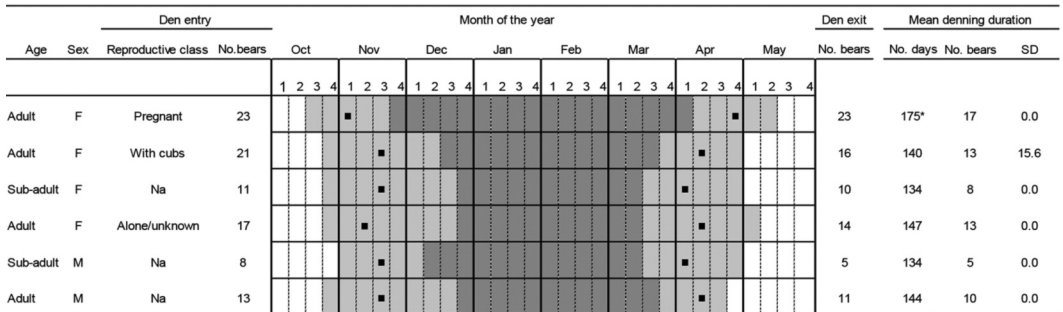 Den entry Month of the year Den exit Mean denning duration
Age Sex Reproductive class No.bears Oct Nov Dec Jan Feb Mar Apr May No. bears No. days No. bears SD
1 2 3 4 1 2 3 4 1 2 3 4 1 2 3 4 1 2 3 4 1 2 3 4 1 2 3 4 1 2 3 4
Adult F Pregnant 23 23 175* 17 0.0
Adult F With cubs 21 16 140 13 15.6
Sub-adult F Na 11 10 134 8 0.0
Adult F Alone/unknown 17 14 147 13 0.0
Sub-adult M Na 8 5 134 5 0.0
Adult M Na 13 11 144 10 0.0